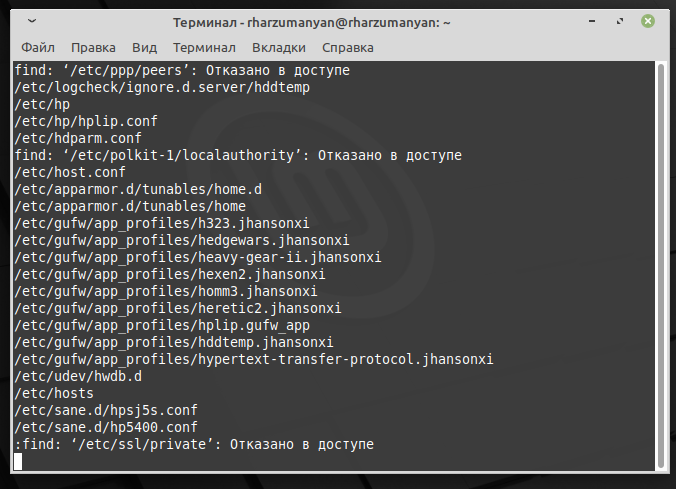 Терминал - rharzumanyan@rharzumanyan: ~
Файл Правка Вид Терминал Вкладки Справка
find: ‘/etc/ppp/peers’: Отказано в доступе
/etc/logcheck/ignore.d.server/hddtemp
/etc/hp
/etc/hp/hplip.conf
/etc/hdparm.conf
find: ‘/etc/polkit-1/localauthority’: Отказано в доступе
/etc/host.conf
/etc/apparmor.d/tunables/home.d
/etc/apparmor.d/tunables/home
/etc/gufw/app_profiles/h323.jhansonxi
/etc/gufw/app_profiles/hedgewars.jhansonxi
/etc/gufw/app_profiles/heavy-gear-ii.jhansonxi
/etc/gufw/app_profiles/hexen2.jhansonxi
/etc/gufw/app_profiles/homm3.jhansonxi
/etc/gufw/app_profiles/heretic2.jhansonxi
/etc/gufw/app_profiles/hplip.gufw_app
/etc/gufw/app_profiles/hddtemp.jhansonxi
/etc/gufw/app_profiles/hypertext-transfer-protocol.jhansonxi
/etc/udev/hwdb.d
/etc/hosts
/etc/sane.d/hpsj5s.conf
/etc/sane.d/hp5400.conf
:find: ‘/etc/ssl/private’: Отказано в доступе